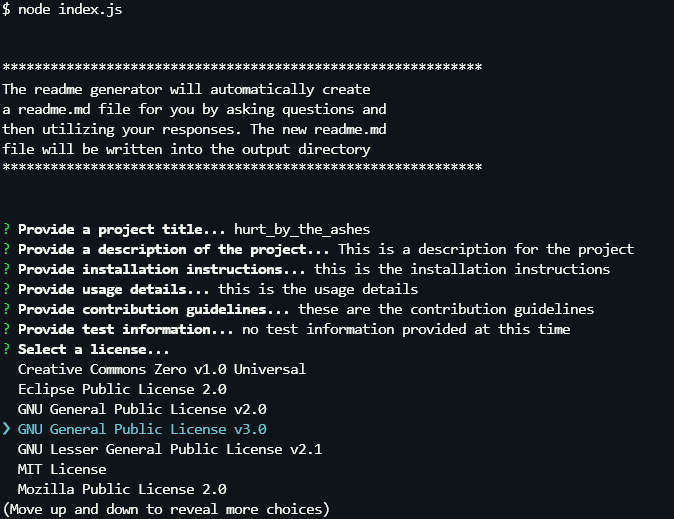 $ node index.js
************************************************************
The readme generator will automatically create
a readme.md file for you by asking questions and
then utilizing your responses. The new readme.md
file will be written into the output directory
************************************************************
? Provide a project title... hurt_by_the_ashes
? Provide a description of the project... This is a description for the project
? Provide installation instructions... this is the installation instructions
? Provide usage details... this is the usage details
? Provide contribution guidelines... these are the contribution guidelines
? Provide test information... no test information provided at this time
? Select a license...
Creative Commons Zero v1.0 Universal
Eclipse Public License 2.0
GNU General Public License v2.0
❯ GNU General Public License v3.0
GNU Lesser General Public License v2.1
MIT License
Mozilla Public License 2.0
(Move up and down to reveal more choices)